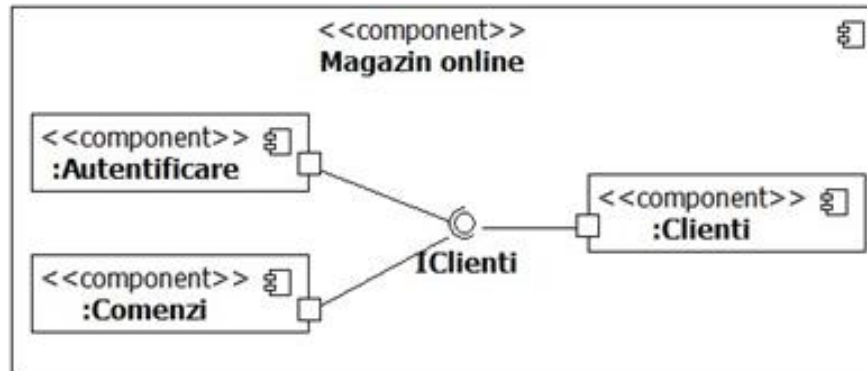 <<component>>
Magazin online
<<component>>
:Autentificare
<<component>>
:Clienti
IClienti
<<component>>
:Comenzi